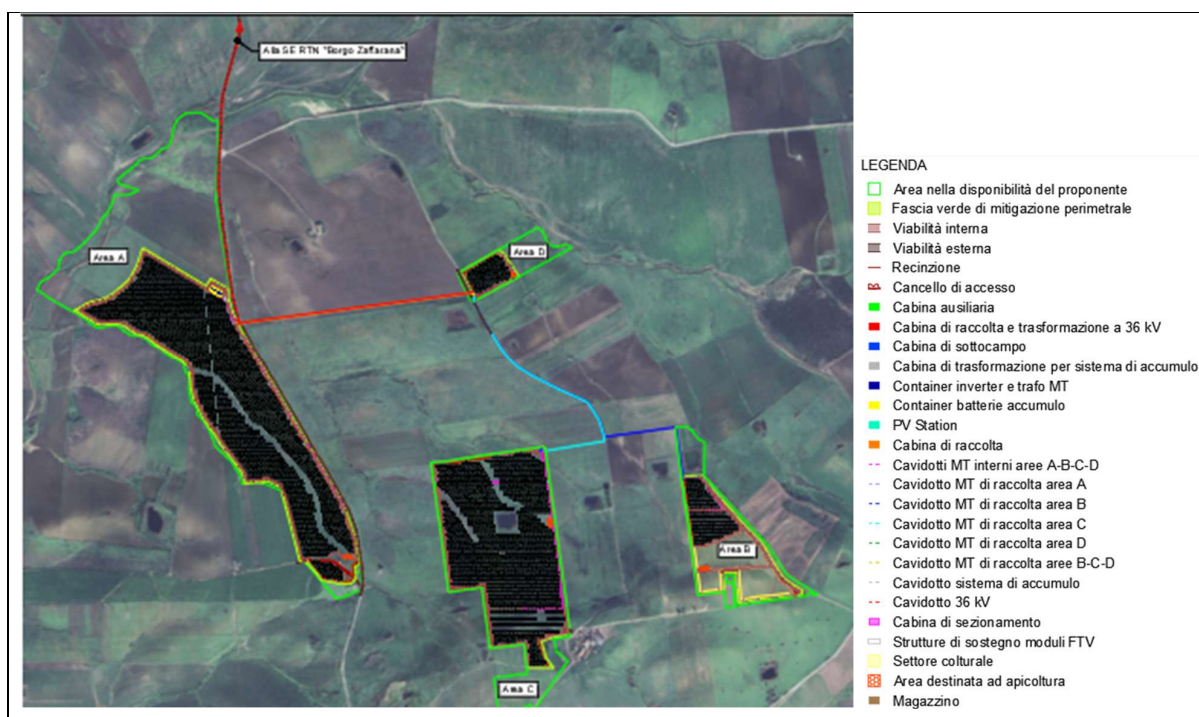 Alla SE RTN "Borgo Zaffarana"
Area A
Area D
Area B
Area C
LEGENDA
Area nella disponibilità del proponente
Fascia verde di mitigazione perimetrale
Viabilità interna
Viabilità esterna
Recinzione
Cancello di accesso
Cabina ausiliaria
Cabina di raccolta e trasformazione a 36 kV
Cabina di sottocampo
Cabina di trasformazione per sistema di accumulo
Container inverter e trafo MT
Container batterie accumulo
PV Station
Cabina di raccolta
Cavidotti MT interni aree A-B-C-D
Cavidotto MT di raccolta area A
Cavidotto MT di raccolta area B
Cavidotto MT di raccolta area C
Cavidotto MT di raccolta area D
Cavidotto MT di raccolta aree B-C-D
Cavidotto sistema di accumulo
Cavidotto 36 kV
Cabina di sezionamento
Strutture di sostegno moduli FTV
Settore colturale
Area destinata ad apicoltura
Magazzino